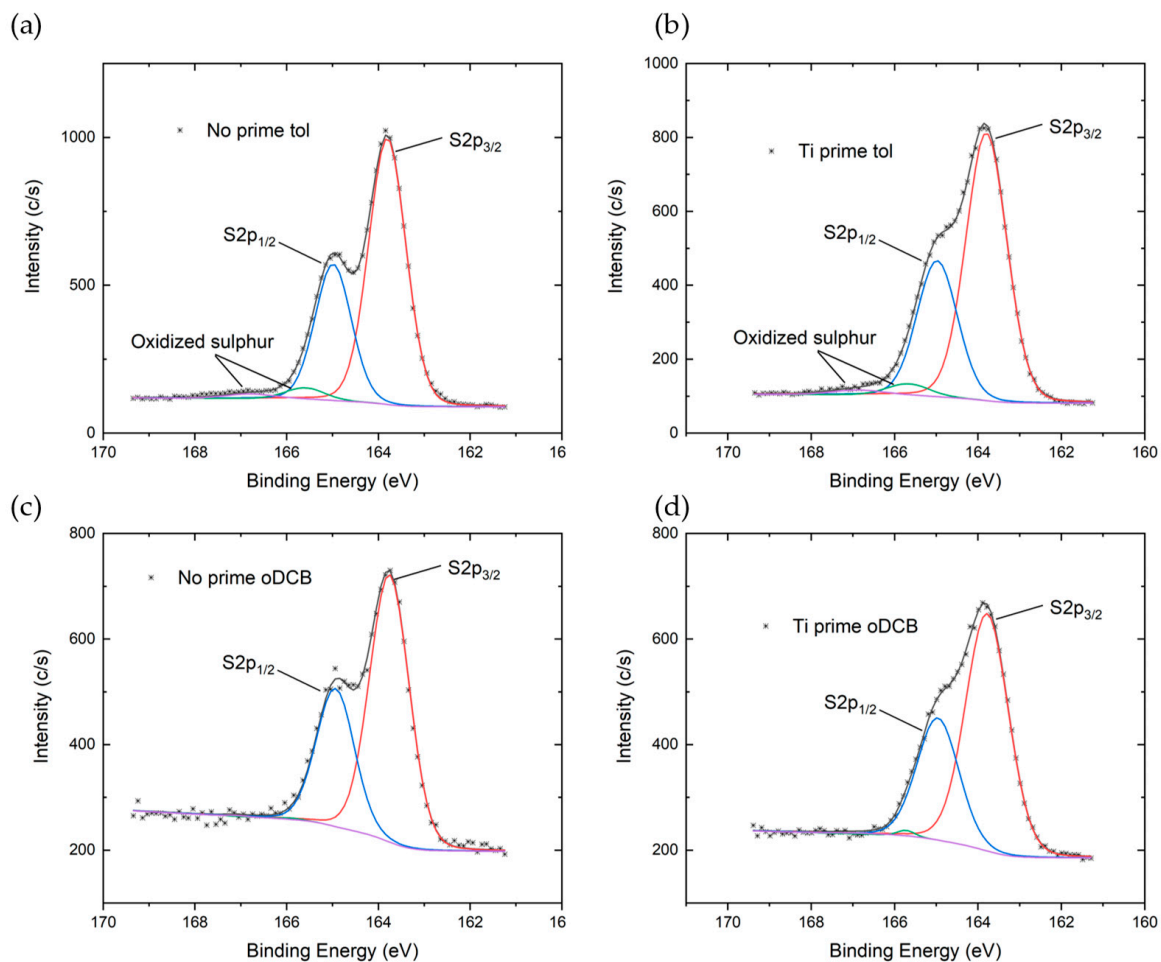 (a)
No prime tol
S2p3/2
S2p1/2
Oxidized sulphur
Intensity (c/s)
1000
500
0
170
168
166
164
162
16
Binding Energy (eV)
(b)
Ti prime tol
S2p3/2
S2p1/2
Oxidized sulphur
Intensity (c/s)
1000
800
600
400
200
0
170
168
166
164
162
160
Binding Energy (eV)
(c)
No prime oDCB
S2p3/2
S2p1/2
Intensity (c/s)
800
600
400
200
170
168
166
164
162
16
Binding Energy (eV)
(d)
Ti prime oDCB
S2p3/2
S2p1/2
Intensity (c/s)
800
600
400
200
170
168
166
164
162
160
Binding Energy (eV)